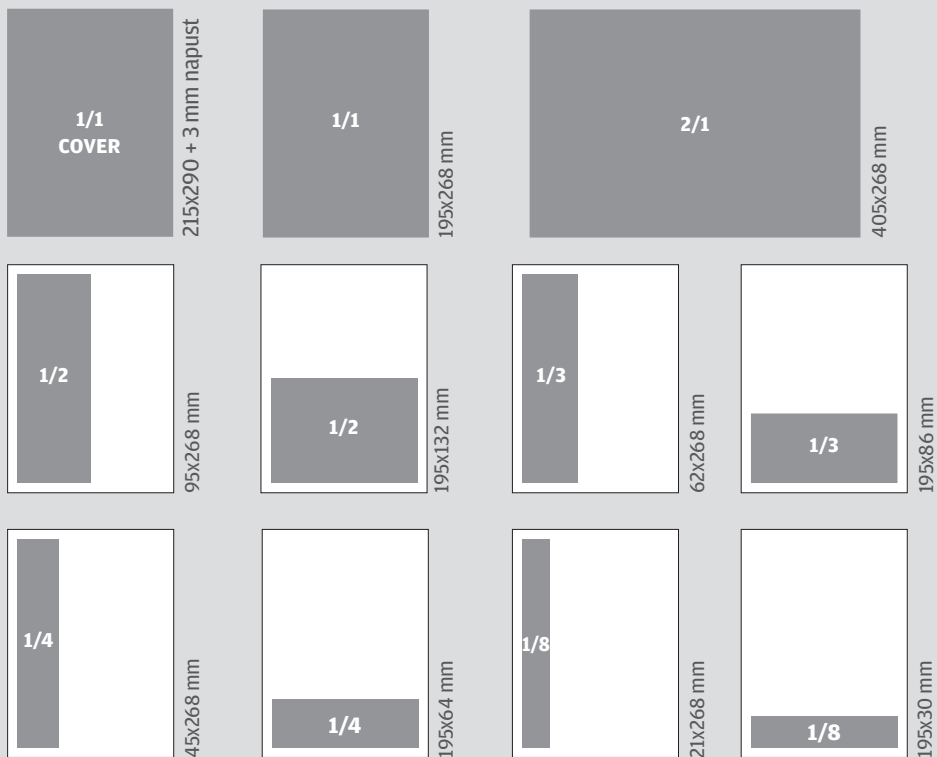 1/1
COVER
215x290 + 3 mm napust
1/1
195x268 mm
2/1
405x268 mm
1/2
95x268 mm
1/2
195x132 mm
1/3
62x268 mm
1/3
195x86 mm
1/4
45x268 mm
1/4
195x64 mm
1/8
21x268 mm
1/8
195x30 mm